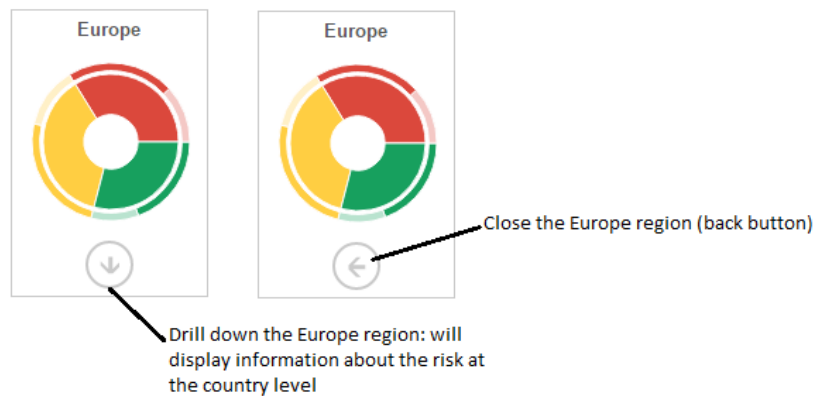 Europe
Europe
Close the Europe region (back button)
Drill down the Europe region: will
display information about the risk at
the country level